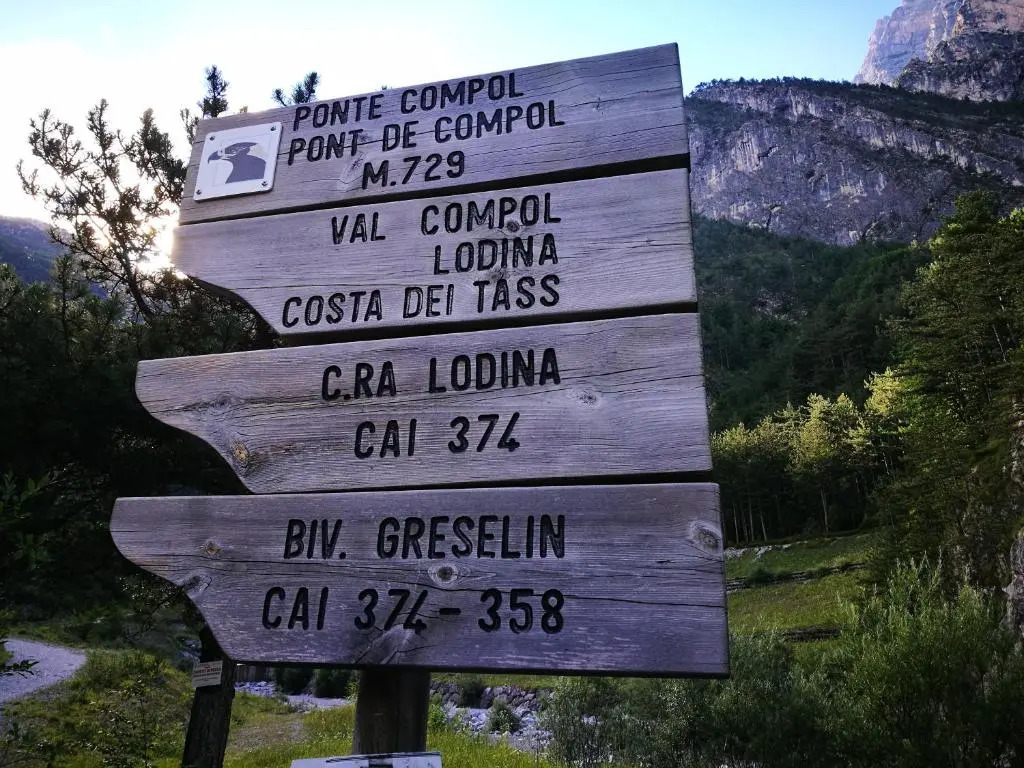 PONTE COMPOL
PONT DE COMPOL
M.729
VAL COMPOL
LODINA
COSTA DEI TASS
C.RA LODINA
CAI 374
BIV. GRESELIN
CAI 374-358